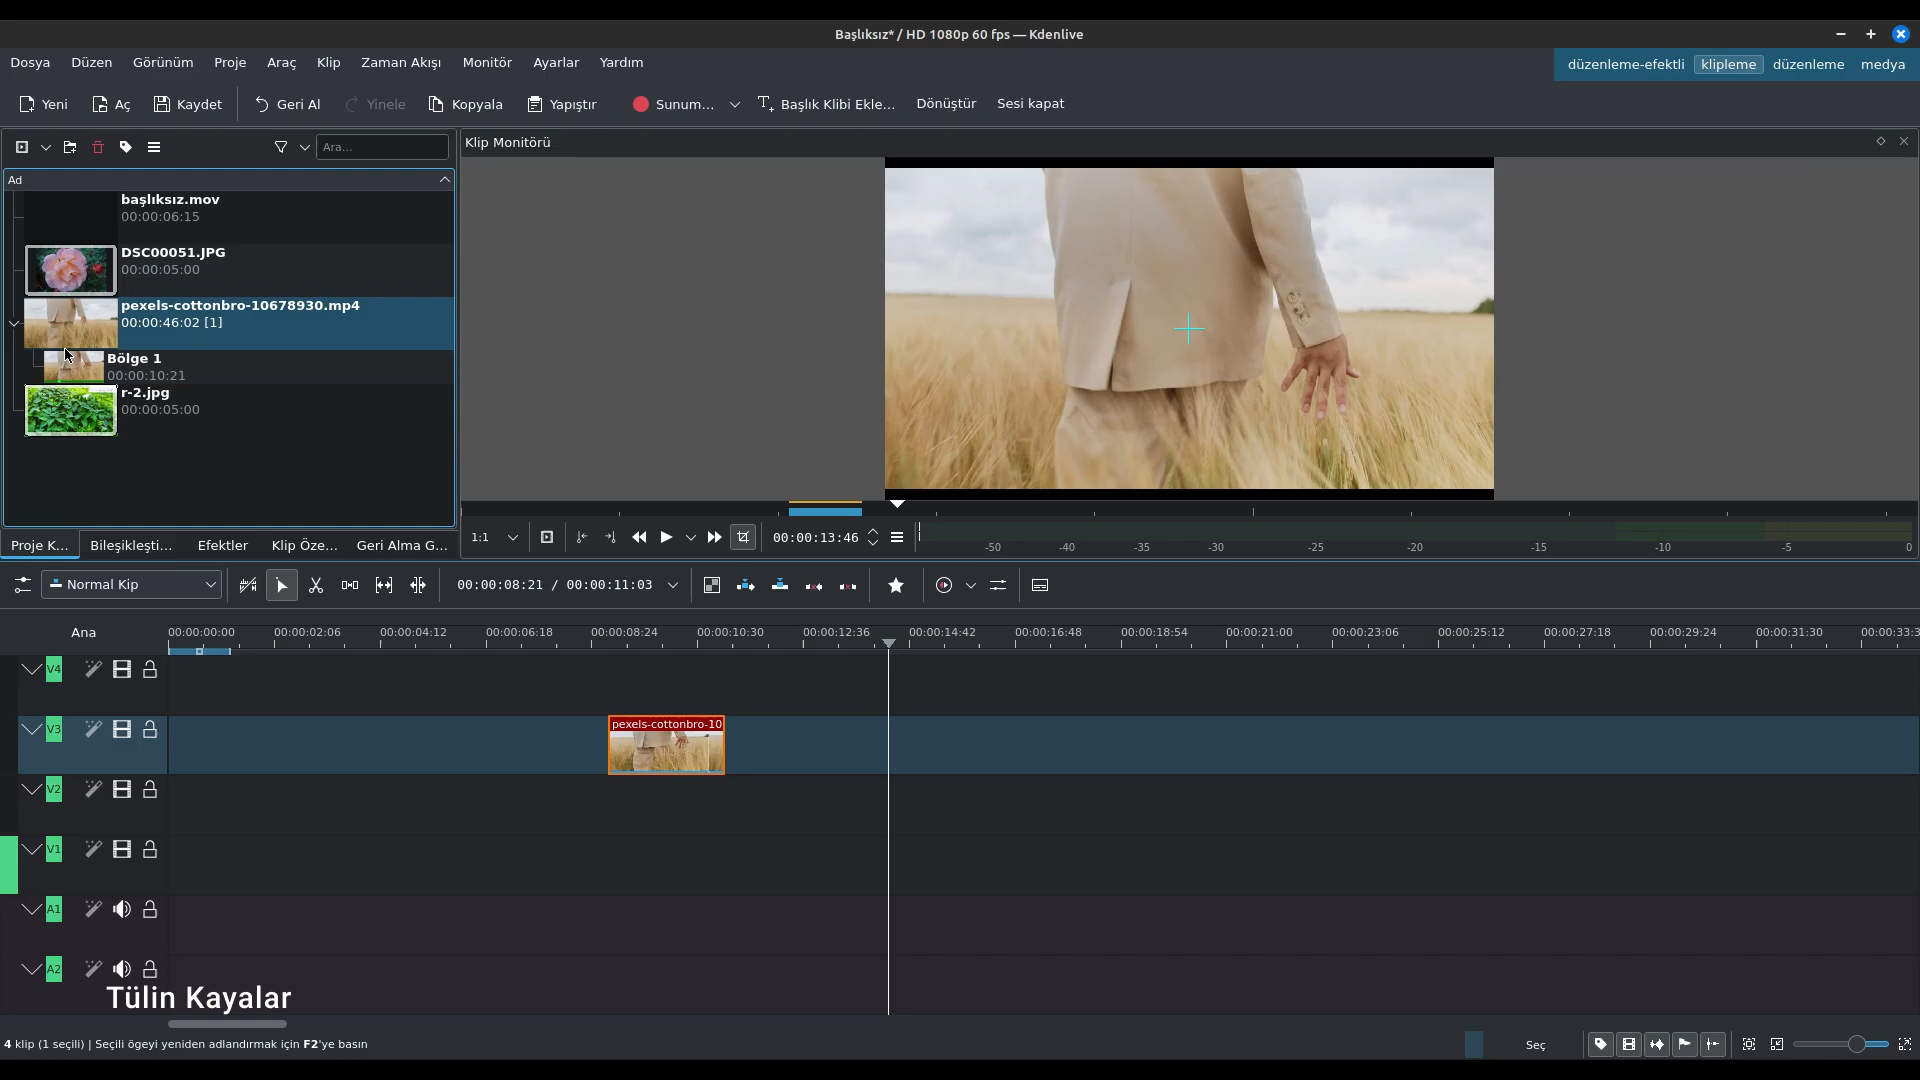 Başlıksız* / HD 1080p 60 fps — Kdenlive
Dosya Düzen Görünüm Proje Araç Klip Zaman Akışı Monitör Ayarlar Yardım
düzenleme-efektli klipleme düzenleme medya
Yeni Aç Kaydet Geri Al Yinele Kopyala Yapıştır Sunum... Başlık Klibi Ekle... Dönüştür Sesi kapat
Ara...
Klip Monitörü
Ad
başlıksız.mov
00:00:06:15
DSC00051.JPG
00:00:05:00
pexels-cottonbro-10678930.mp4
00:00:46:02 [1]
Bölge 1
00:00:10:21
r-2.jpg
00:00:05:00
Proje K... Bileşikleşti... Efektler Klip Öze... Geri Alma G...
1:1 00:00:13:46
-50 -40 -35 -30 -25 -20 -15 -10 -5 0
Normal Kip 00:00:08:21 / 00:00:11:03
Ana
00:00:00:00 00:00:02:06 00:00:04:12 00:00:06:18 00:00:08:24 00:00:10:30 00:00:12:36 00:00:14:42 00:00:16:48 00:00:18:54 00:00:21:00 00:00:23:06 00:00:25:12 00:00:27:18 00:00:29:24 00:00:31:30 00:00:33:3
V4
V3
pexels-cottonbro-10
V2
V1
A1
A2
Tülin Kayalar
4 klip (1 seçili) | Seçili ögeyi yeniden adlandırmak için F2'ye basın
Seç